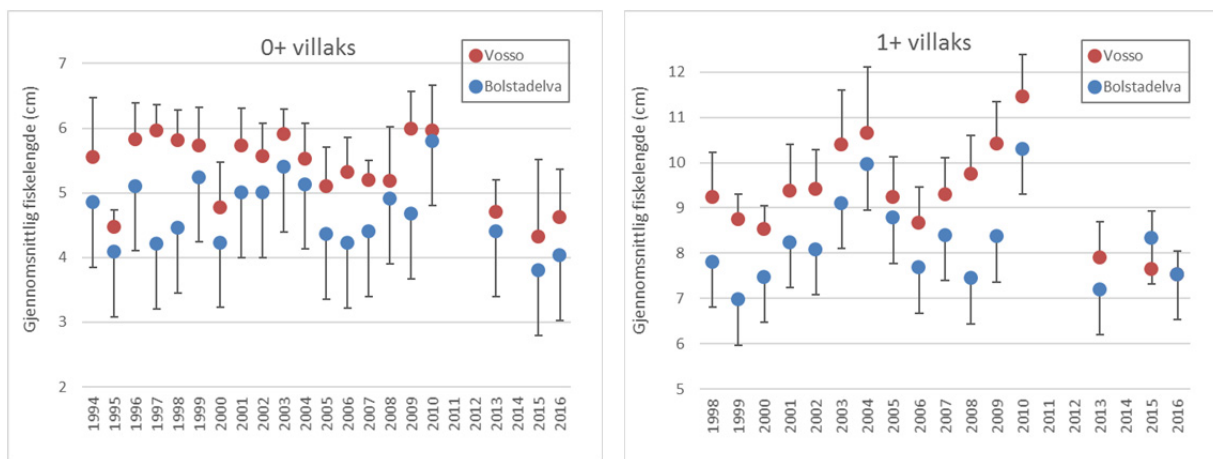 0+ villaks
Vosso
Bolstadelva
Gjennomsnittlig fiskelengde (cm)
7
6
5
4
3
2
1994 1995 1996 1997 1998 1999 2000 2001 2002 2003 2004 2005 2006 2007 2008 2009 2010 2011 2012 2013 2014 2015 2016
1+ villaks
Vosso
Bolstadelva
Gjennomsnittlig fiskelengde (cm)
12
11
10
9
8
7
6
5
1998 1999 2000 2001 2002 2003 2004 2005 2006 2007 2008 2009 2010 2011 2012 2013 2014 2015 2016